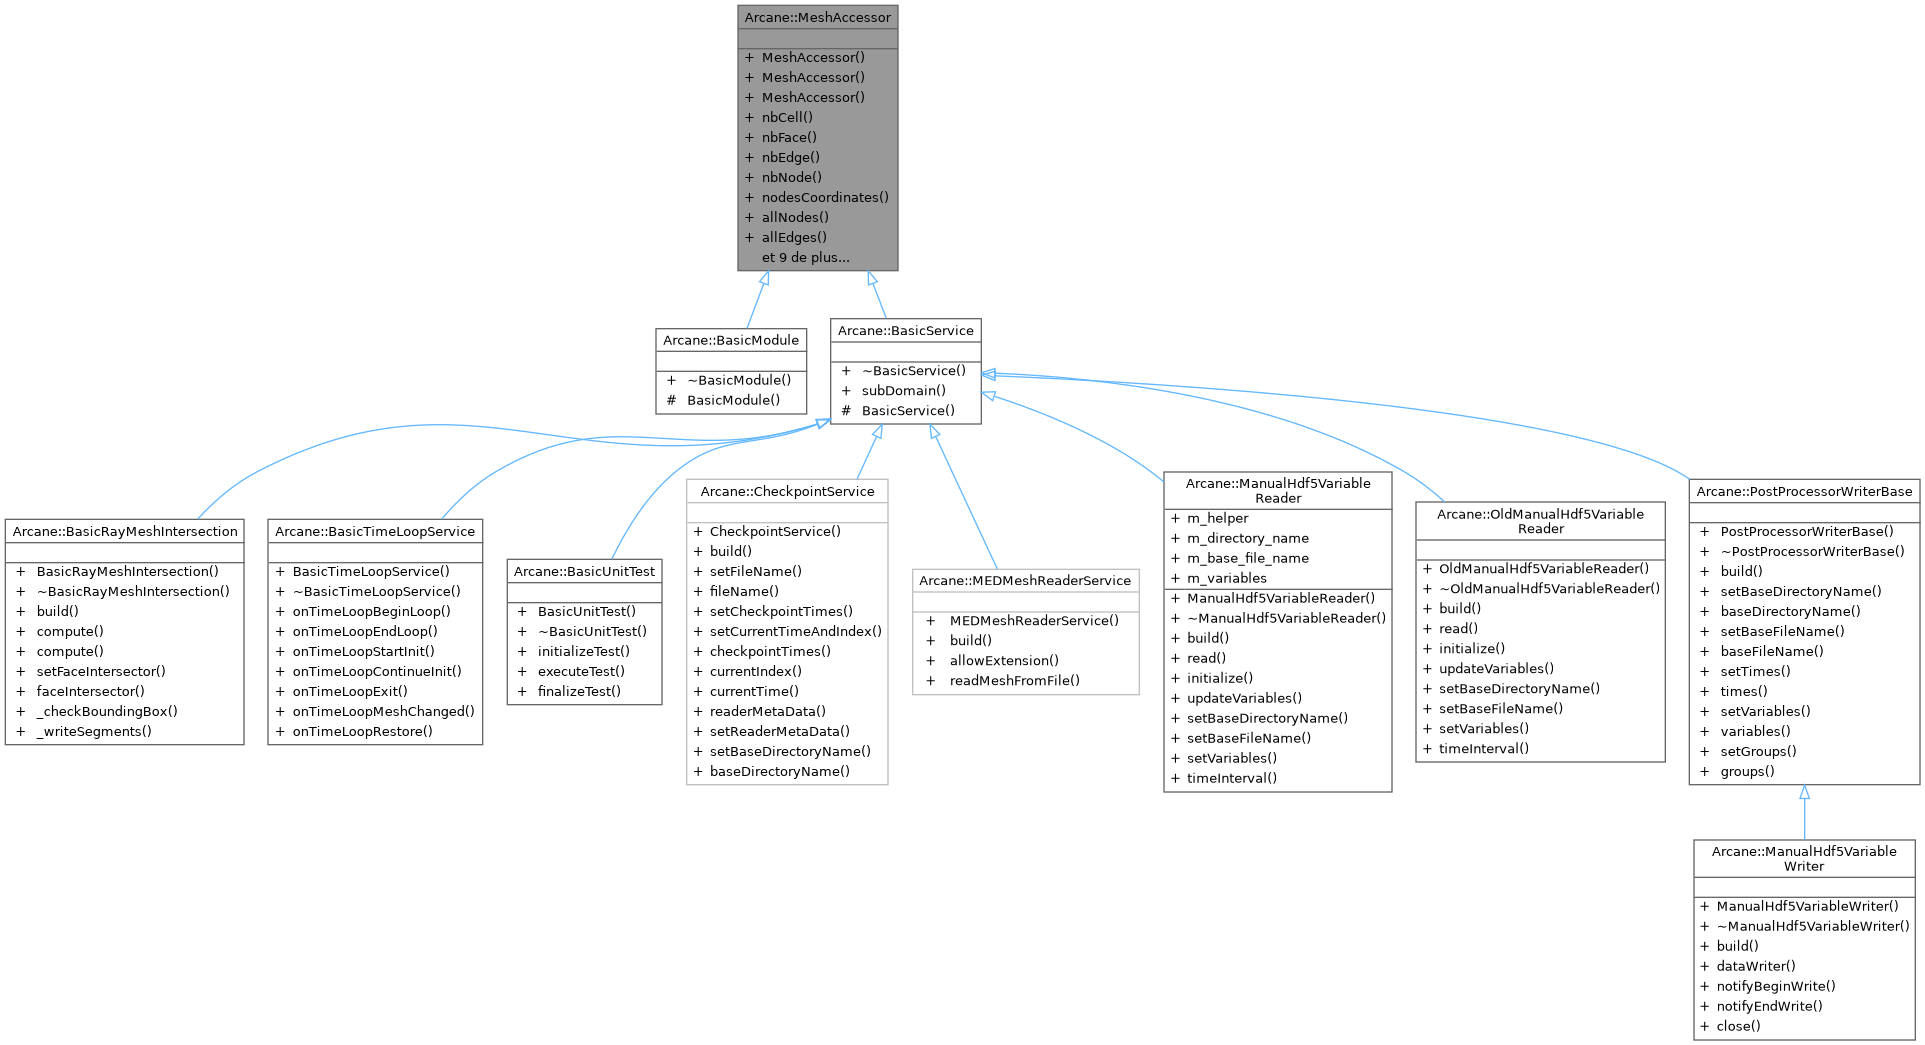 Arcane::MeshAccessor
+ MeshAccessor()
+ MeshAccessor()
+ MeshAccessor()
+ nbCell()
+ nbFace()
+ nbEdge()
+ nbNode()
+ nodesCoordinates()
+ allNodes()
+ allEdges()
et 9 de plus...
Arcane::BasicModule
+ ~BasicModule()
# BasicModule()
Arcane::BasicService
+ ~BasicService()
+ subDomain()
# BasicService()
Arcane::BasicRayMeshIntersection
+ BasicRayMeshIntersection()
+ ~BasicRayMeshIntersection()
+ build()
+ compute()
+ compute()
+ setFaceIntersector()
+ faceIntersector()
+ _checkBoundingBox()
+ _writeSegments()
Arcane::BasicTimeLoopService
+ BasicTimeLoopService()
+ ~BasicTimeLoopService()
+ onTimeLoopBeginLoop()
+ onTimeLoopEndLoop()
+ onTimeLoopStartInit()
+ onTimeLoopContinueInit()
+ onTimeLoopExit()
+ onTimeLoopMeshChanged()
+ onTimeLoopRestore()
Arcane::BasicUnitTest
+ BasicUnitTest()
+ ~BasicUnitTest()
+ initializeTest()
+ executeTest()
+ finalizeTest()
Arcane::CheckpointService
+ CheckpointService()
+ build()
+ setFileName()
+ fileName()
+ setCheckpointTimes()
+ setCurrentTimeAndIndex()
+ checkpointTimes()
+ currentIndex()
+ currentTime()
+ readerMetaData()
+ setReaderMetaData()
+ setBaseDirectoryName()
+ baseDirectoryName()
Arcane::MEDMeshReaderService
+ MEDMeshReaderService()
+ build()
+ allowExtension()
+ readMeshFromFile()
Arcane::ManualHdf5Variable
Reader
+ m_helper
+ m_directory_name
+ m_base_file_name
+ m_variables
+ ManualHdf5VariableReader()
+ ~ManualHdf5VariableReader()
+ build()
+ read()
+ initialize()
+ updateVariables()
+ setBaseDirectoryName()
+ setBaseFileName()
+ setVariables()
+ timeInterval()
Arcane::OldManualHdf5Variable
Reader
+ OldManualHdf5VariableReader()
+ ~OldManualHdf5VariableReader()
+ build()
+ read()
+ initialize()
+ updateVariables()
+ setBaseDirectoryName()
+ setBaseFileName()
+ setVariables()
+ timeInterval()
Arcane::PostProcessorWriterBase
+ PostProcessorWriterBase()
+ ~PostProcessorWriterBase()
+ build()
+ setBaseDirectoryName()
+ baseDirectoryName()
+ setBaseFileName()
+ baseFileName()
+ setTimes()
+ times()
+ setVariables()
+ variables()
+ setGroups()
+ groups()
Arcane::ManualHdf5Variable
Writer
+ ManualHdf5VariableWriter()
+ ~ManualHdf5VariableWriter()
+ build()
+ dataWriter()
+ notifyBeginWrite()
+ notifyEndWrite()
+ close()